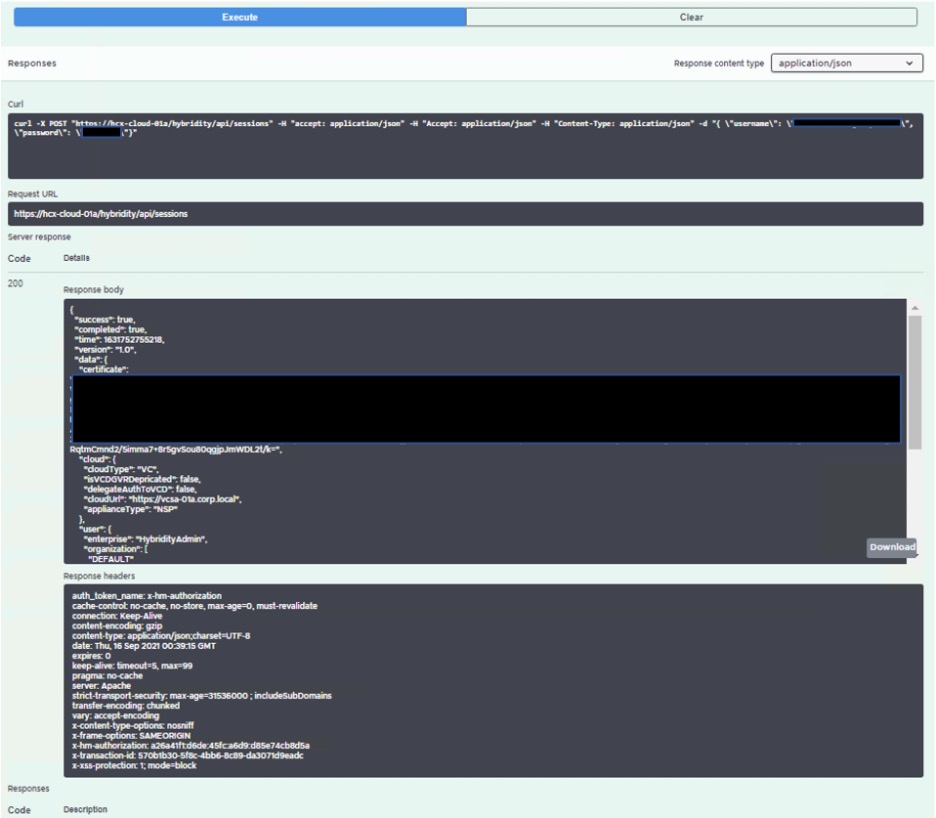 Execute
Clear
Responses
Response content type
application/json
Curl
curl -X POST "https://hcx-cloud-01a/hybridity/api/sessions" -H "accept: application/json" -H "Accept: application/json" -H "Content-Type: application/json" -d "{ \"username\": \"\",
\"password\": \"\"}"
Request URL
https://hcx-cloud-01a/hybridity/api/sessions
Server response
Code
Details
200
Response body
{
"success": true,
"completed": true,
"time": 1631752755218,
"version": "1.0",
"data": {
"certificate":
RqtmCmnd2/5imma7+8r5gvSou80qgjpJmWDL2t/k=",
"cloud": {
"cloudType": "VC",
"isVCDGVRDepricated": false,
"delegateAuthToVCD": false,
"cloudUrl": "https://vcsa-01a.corp.local",
"applianceType": "NSP"
},
"user": {
"enterprise": "HybridityAdmin",
"organization": [
"DEFAULT"
Download
Response headers
auth_token_name: x-hm-authorization
cache-control: no-cache, no-store, max-age=0, must-revalidate
connection: Keep-Alive
content-encoding: gzip
content-type: application/json;charset=UTF-8
date: Thu, 16 Sep 2021 00:39:15 GMT
expires: 0
keep-alive: timeout=5, max=99
pragma: no-cache
server: Apache
strict-transport-security: max-age=31536000 ; includeSubDomains
transfer-encoding: chunked
vary: accept-encoding
x-content-type-options: nosniff
x-frame-options: SAMEORIGIN
x-hm-authorization: a26a41f1:d6de:45fc:a6d9:d85e74cb8d5a
x-transaction-id: 570b1b30-5f8c-4bb6-8c89-da3071d9eadc
x-xss-protection: 1; mode=block
Responses
Code
Description